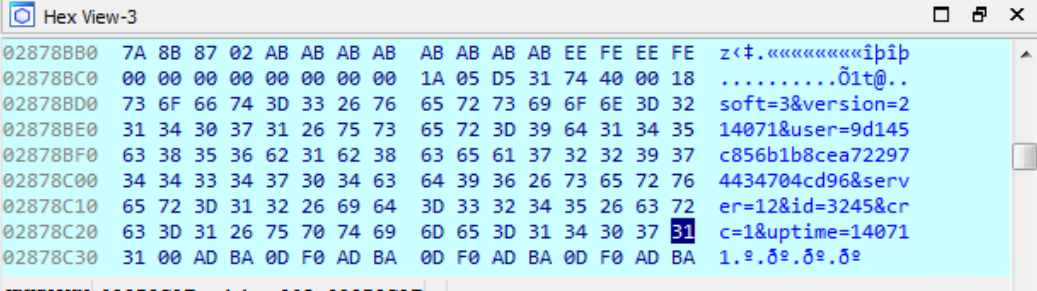 Hex View-3
02878BB0 7A 8B 87 02 AB AB AB AB AB AB AB AB EE FE EE FE z‹‡.««««««««îþîþ
02878BC0 00 00 00 00 00 00 00 00 1A 05 D5 31 74 40 00 18 ..........Õ1t@..
02878BD0 73 6F 66 74 3D 33 26 76 65 72 73 69 6F 6E 3D 32 soft=3&version=2
02878BE0 31 34 30 37 31 26 75 73 65 72 3D 39 64 31 34 35 14071&user=9d145
02878BF0 63 38 35 36 62 31 62 38 63 65 61 37 32 32 39 37 c856b1b8cea72297
02878C00 34 34 33 34 37 30 34 63 64 39 36 26 73 65 72 76 4434704cd96&serv
02878C10 65 72 3D 31 32 26 69 64 3D 33 32 34 35 26 63 72 er=12&id=3245&cr
02878C20 63 3D 31 26 75 70 74 69 6D 65 3D 31 34 30 37 31 c=1&uptime=14071
02878C30 31 00 AD BA 0D F0 AD BA 0D F0 AD BA 0D F0 AD BA 1.­º.ð­º.ð­º.ð­º